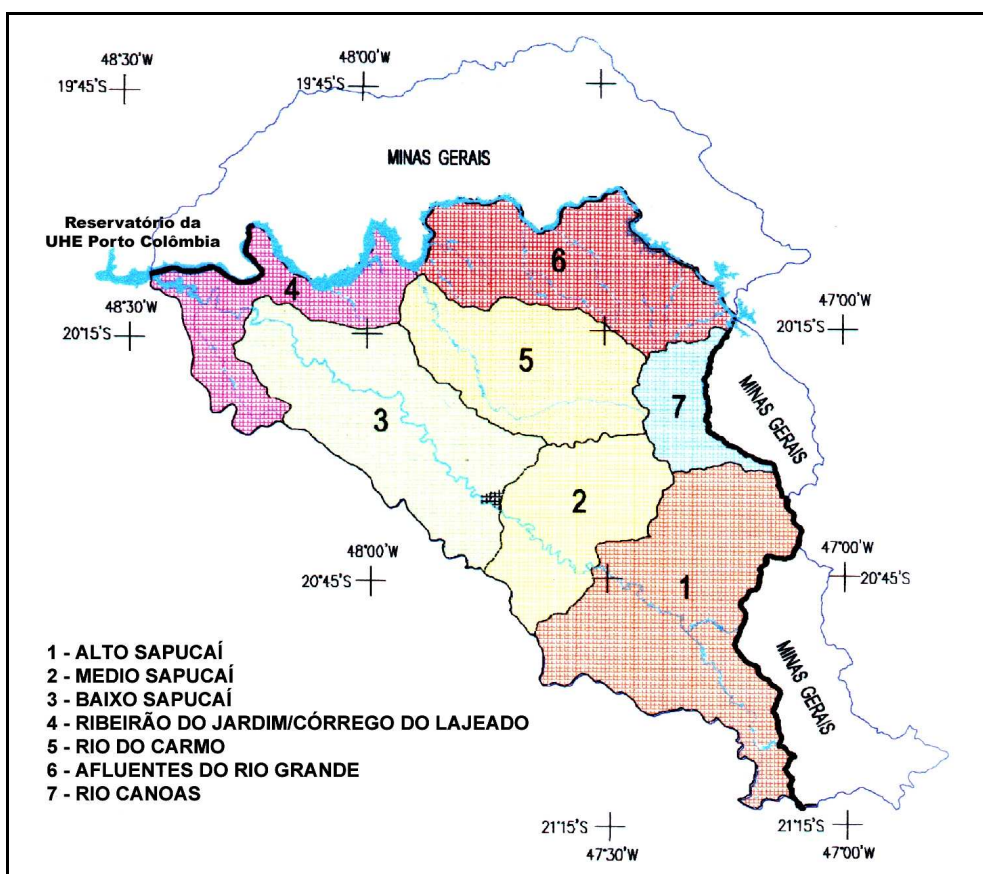 48°30'W
48°00'W
19°45'S
19°45'S
MINAS GERAIS
Reservatório da
UHE Porto Colômbia
6
4
48°30'W
20°15'S
47°00'W
20°15'S
5
3
7
MINAS GERAIS
2
48°00'W
20°45'S
47°00'W
20°45'S
1
MINAS GERAIS
1 - ALTO SAPUCAÍ
2 - MEDIO SAPUCAÍ
3 - BAIXO SAPUCAÍ
4 - RIBEIRÃO DO JARDIM/CÓRREGO DO LAJEADO
5 - RIO DO CARMO
6 - AFLUENTES DO RIO GRANDE
7 - RIO CANOAS
21°15'S
47°30'W
21°15'S
47°00'W